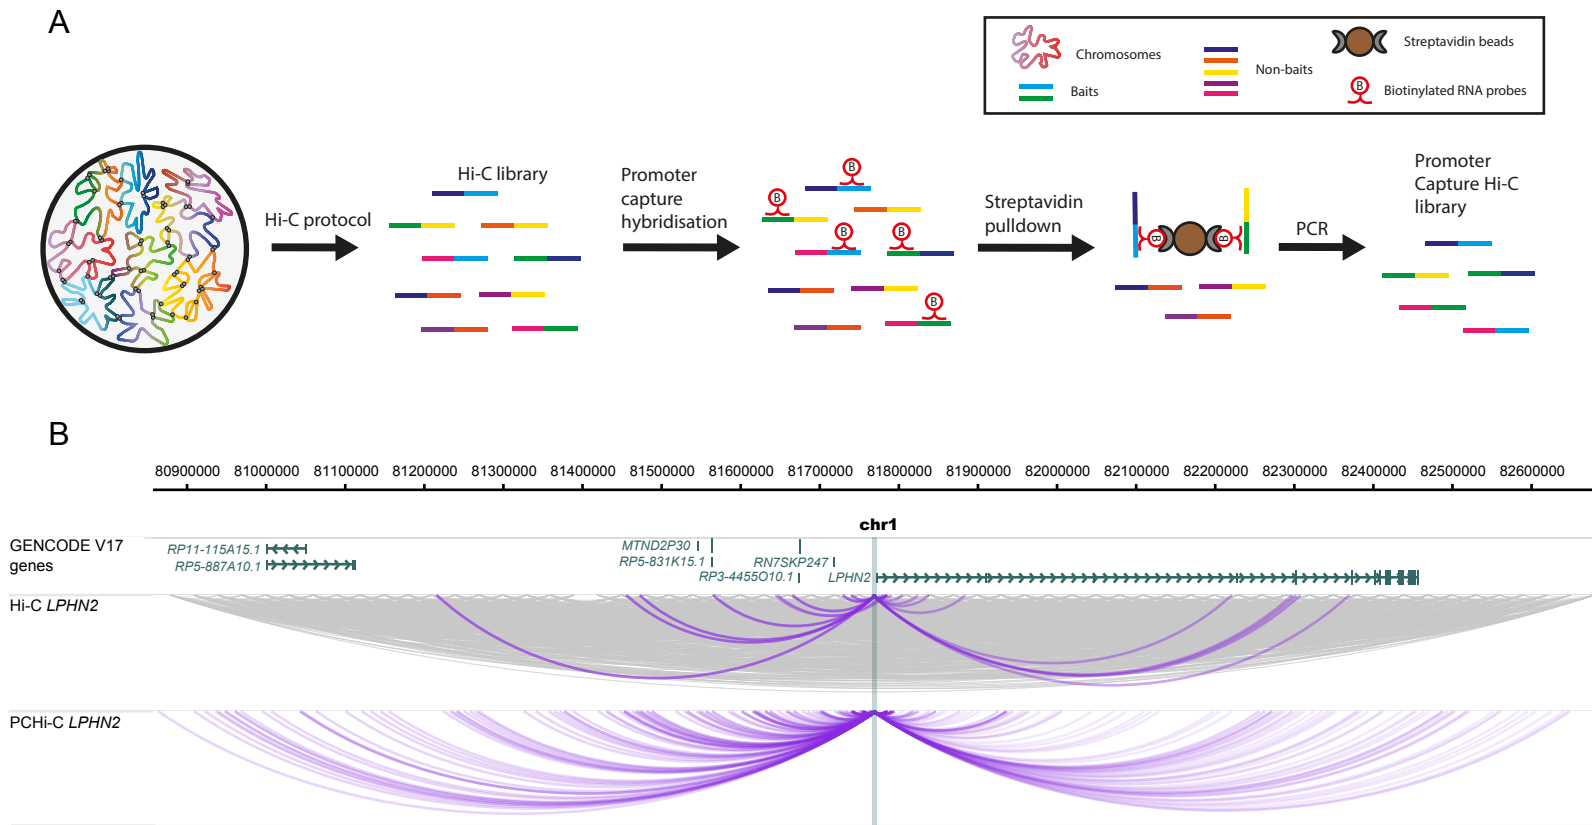 A
Chromosomes
Baits
Non-baits
Streptavidin beads
B
Biotinylated RNA probes
Hi-C protocol
Hi-C library
Promoter
capture
hybridisation
B
B
B
B
B
Streptavidin
pulldown
B
B
PCR
Promoter
Capture Hi-C
library
B
80900000 81000000 81100000 81200000 81300000 81400000 81500000 81600000 81700000 81800000 81900000 82000000 82100000 82200000 82300000 82400000 82500000 82600000
chr1
GENCODE V17
genes
RP11-115A15.1
RP5-887A10.1
MTND2P30
RP5-831K15.1
RN7SKP247
RP3-4455O10.1
LPHN2
Hi-C LPHN2
PCHi-C LPHN2